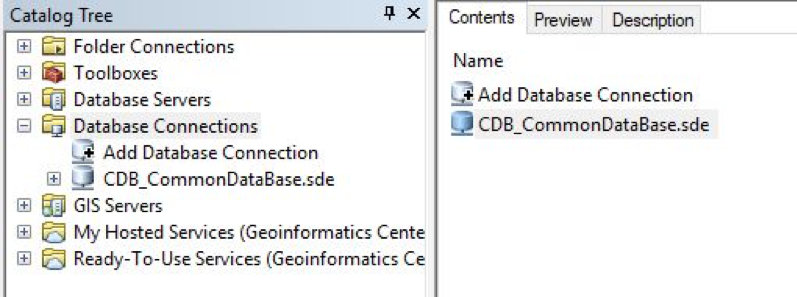 Catalog Tree
Folder Connections
Toolboxes
Database Servers
Database Connections
Add Database Connection
CDB_CommonDataBase.sde
GIS Servers
My Hosted Services (Geoinformatics Cente
Ready-To-Use Services (Geoinformatics Ce
Contents Preview Description
Name
Add Database Connection
CDB_CommonDataBase.sde